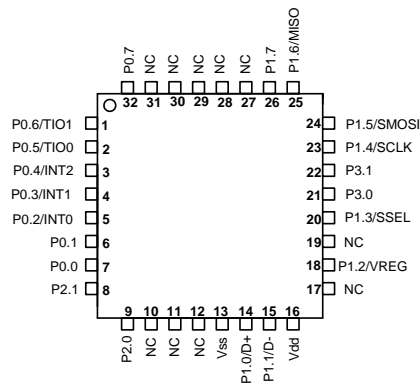 P0.7
NC
NC
NC
NC
NC
P1.7
P1.6/MISO
32
31
30
29
28
27
26
25
P0.6/TIO1 1
P0.5/TIO0 2
P0.4/INT2 3
P0.3/INT1 4
P0.2/INT0 5
P0.1 6
P0.0 7
P2.1 8
24 P1.5/SMOSI
23 P1.4/SCLK
22 P3.1
21 P3.0
20 P1.3/SSEL
19 NC
18 P1.2/VREG
17 NC
9
10
11
12
13
14
15
16
P2.0
NC
NC
NC
Vss
P1.0/D+
P1.1/D-
Vdd